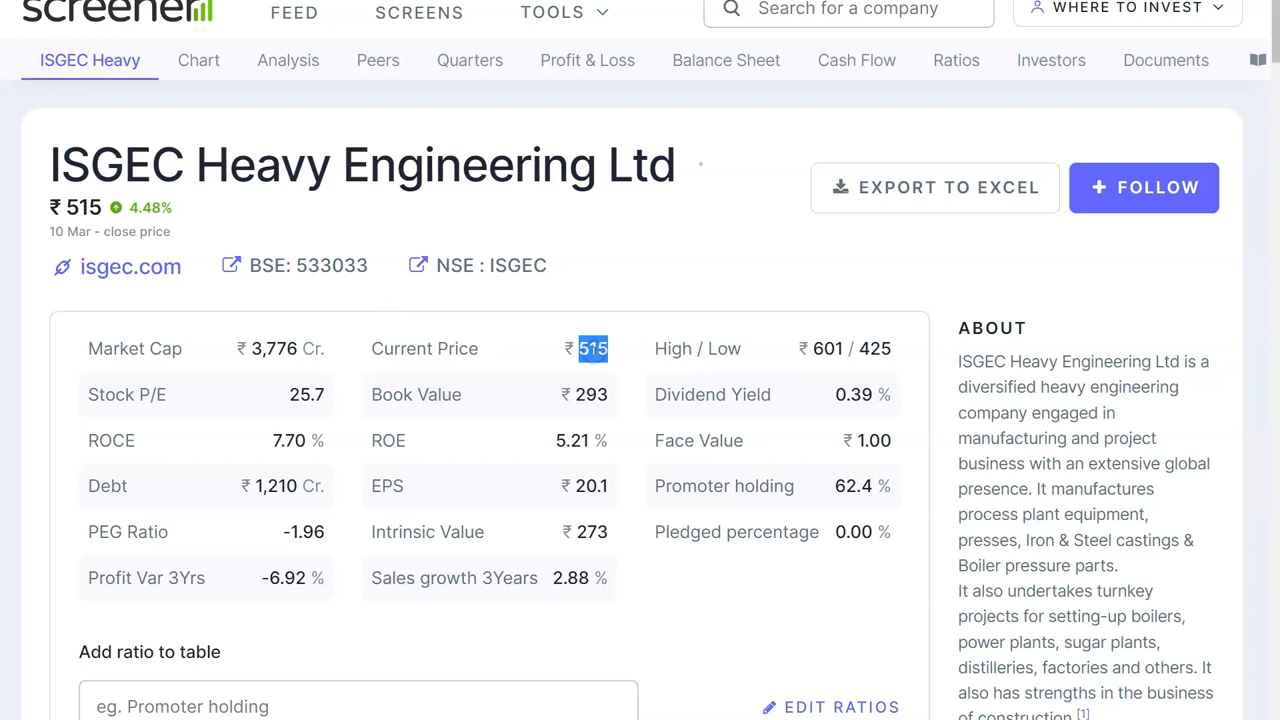 screener
FEED SCREENS TOOLS Search for a company WHERE TO INVEST
ISGEC Heavy Chart Analysis Peers Quarters Profit & Loss Balance Sheet Cash Flow Ratios Investors Documents
ISGEC Heavy Engineering Ltd
EXPORT TO EXCEL + FOLLOW
₹ 515 4.48%
10 Mar - close price
isgec.com BSE: 533033 NSE : ISGEC
Market Cap ₹ 3,776 Cr. Current Price ₹ 515 High / Low ₹ 601 / 425
Stock P/E 25.7 Book Value ₹ 293 Dividend Yield 0.39 %
ROCE 7.70 % ROE 5.21 % Face Value ₹ 1.00
Debt ₹ 1,210 Cr. EPS ₹ 20.1 Promoter holding 62.4 %
PEG Ratio -1.96 Intrinsic Value ₹ 273 Pledged percentage 0.00 %
Profit Var 3Yrs -6.92 % Sales growth 3Years 2.88 %
Add ratio to table
eg. Promoter holding
EDIT RATIOS
ABOUT
ISGEC Heavy Engineering Ltd is a
diversified heavy engineering
company engaged in
manufacturing and project
business with an extensive global
presence. It manufactures
process plant equipment,
presses, Iron & Steel castings &
Boiler pressure parts.
It also undertakes turnkey
projects for setting-up boilers,
power plants, sugar plants,
distilleries, factories and others. It
also has strengths in the business
of construction.[1]